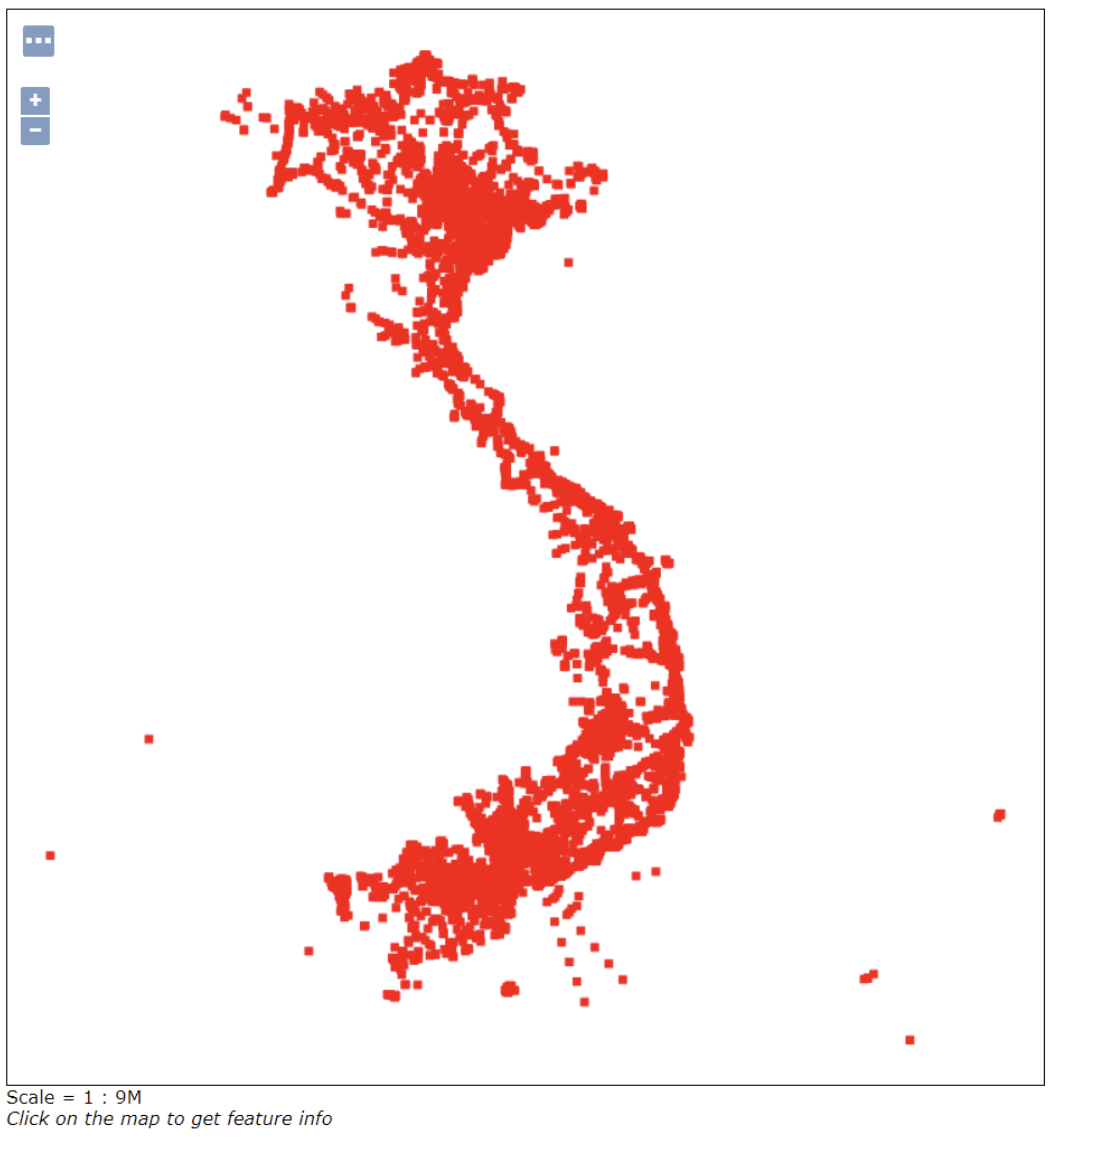 Scale = 1 : 9M
Click on the map to get feature info